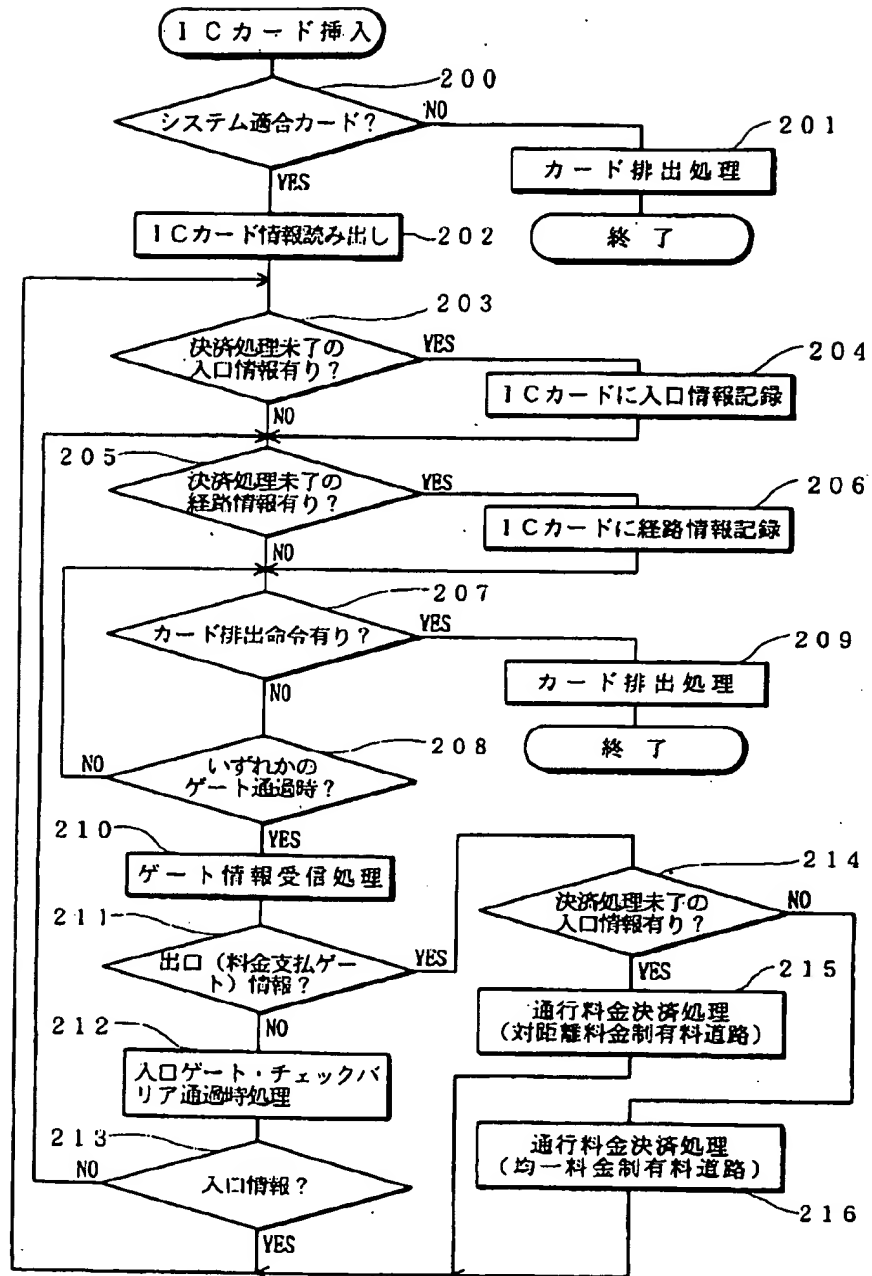 ICカード挿入
200
システム適合カード？
NO
201
カード排出処理
YES
終了
ICカード情報読み出し
202
203
決済処理未了の
入口情報有り？
YES
204
ICカードに入口情報記録
NO
205
決済処理未了の
経路情報有り？
YES
206
ICカードに経路情報記録
NO
207
カード排出命令有り？
YES
209
カード排出処理
NO
終了
208
いずれかの
ゲート通過時？
NO
YES
210
ゲート情報受信処理
211
出口（料金支払ゲー
ト）情報？
YES
214
決済処理未了の
入口情報有り？
NO
YES
215
通行料金決済処理
（対距離料金制有料道路）
NO
212
入口ゲート・チェックバ
リア通過時処理
213
入口情報？
NO
YES
通行料金決済処理
（均一料金制有料道路）
216